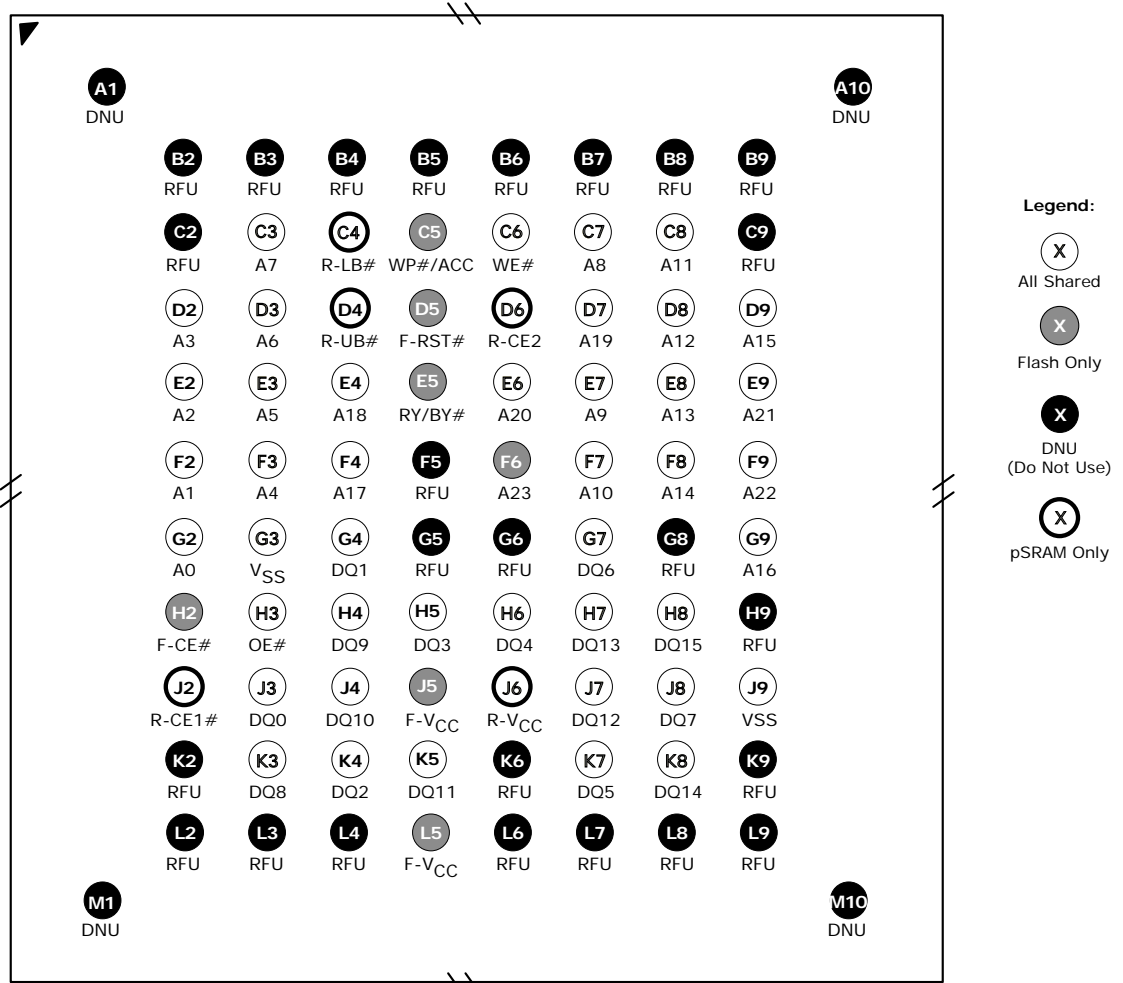 A1 A10
DNU DNU
B2 B3 B4 B5 B6 B7 B8 B9
RFU RFU RFU RFU RFU RFU RFU RFU
C2 C3 C4 C5 C6 C7 C8 C9
RFU A7 R-LB# WP#/ACC WE# A8 A11 RFU
D2 D3 D4 D5 D6 D7 D8 D9
A3 A6 R-UB# F-RST# R-CE2 A19 A12 A15
E2 E3 E4 E5 E6 E7 E8 E9
A2 A5 A18 RY/BY# A20 A9 A13 A21
F2 F3 F4 F5 F6 F7 F8 F9
A1 A4 A17 RFU A23 A10 A14 A22
G2 G3 G4 G5 G6 G7 G8 G9
A0 VSS DQ1 RFU RFU DQ6 RFU A16
H2 H3 H4 H5 H6 H7 H8 H9
F-CE# OE# DQ9 DQ3 DQ4 DQ13 DQ15 RFU
J2 J3 J4 J5 J6 J7 J8 J9
R-CE1# DQ0 DQ10 F-VCC R-VCC DQ12 DQ7 VSS
K2 K3 K4 K5 K6 K7 K8 K9
RFU DQ8 DQ2 DQ11 RFU DQ5 DQ14 RFU
L2 L3 L4 L5 L6 L7 L8 L9
RFU RFU RFU F-VCC RFU RFU RFU RFU
M1 M10
DNU DNU
Legend:
X
All Shared
X
Flash Only
X
DNU
(Do Not Use)
X
pSRAM Only